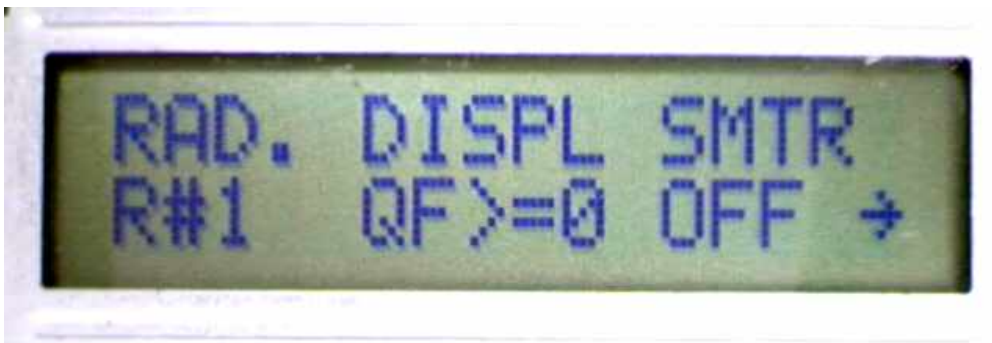 RAD. DISPL SMTR
R#1 QF>=0 OFF →